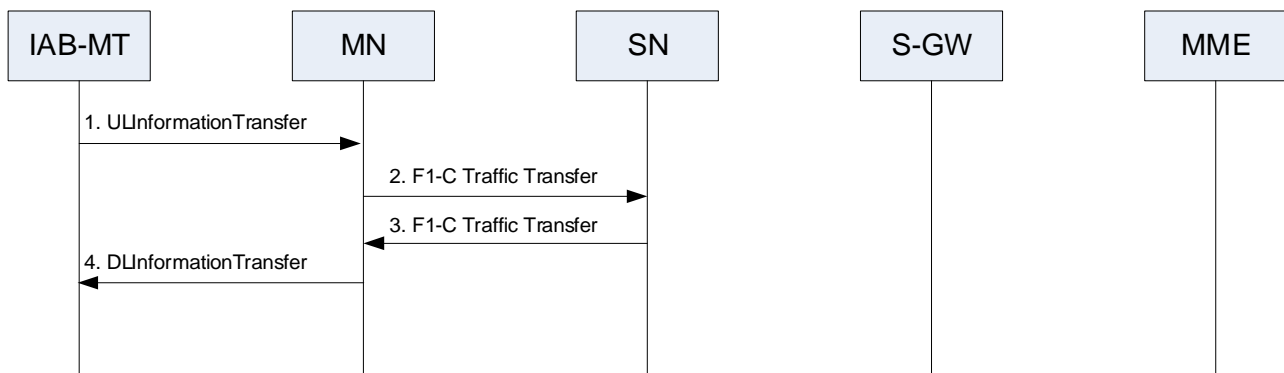 IAB-MT MN SN S-GW MME
1. ULInformationTransfer
2. F1-C Traffic Transfer
3. F1-C Traffic Transfer
4. DLInformationTransfer